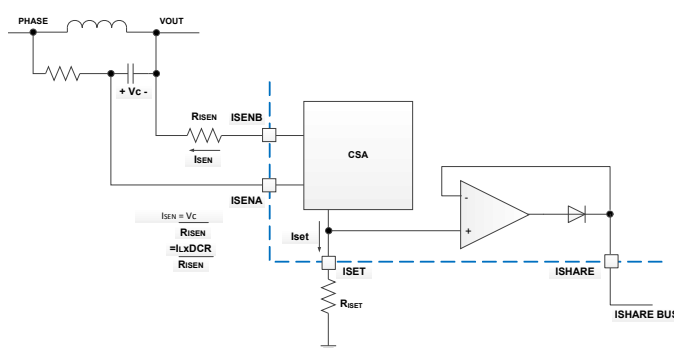 PHASE
VOUT
+ Vc -
RISEN
ISENB
ISEN
CSA
ISENA
ISEN = Vc
RISEN
=ILxDCR
RISEN
Iset
-
+
ISET
ISHARE
RISET
ISHARE BUS